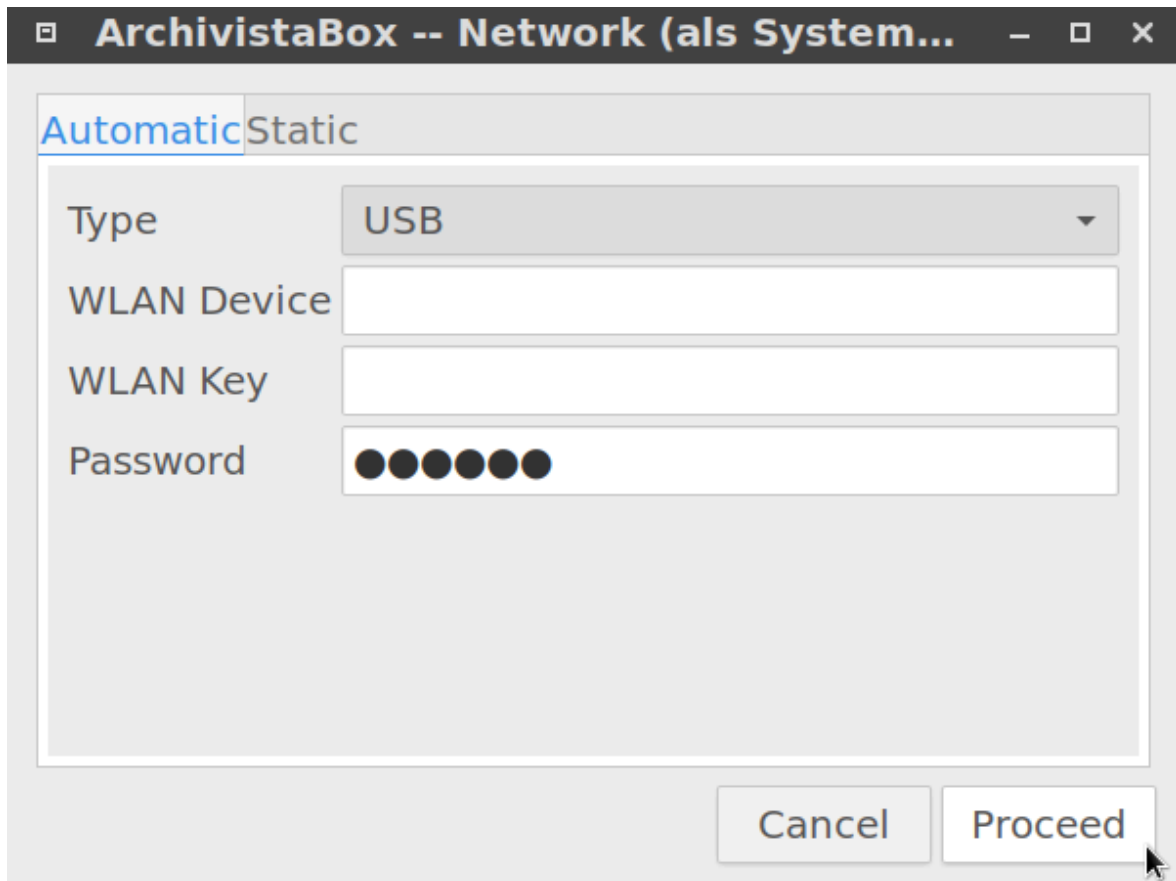 ArchivistaBox -- Network (als System...
Automatic Static
Type USB
WLAN Device
WLAN Key
Password ●●●●●●
Cancel Proceed